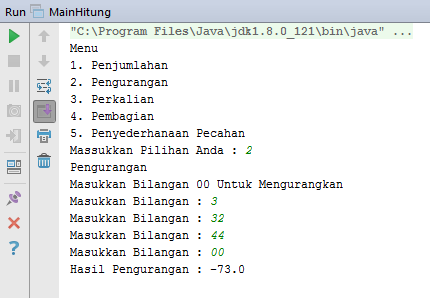 Run MainHitung
"C:\Program Files\Java\jdk1.8.0_121\bin\java" ...
Menu
1. Penjumlahan
2. Pengurangan
3. Perkalian
4. Pembagian
5. Penyederhanaan Pecahan
Massukkan Pilihan Anda : 2
Pengurangan
Masukkan Bilangan 00 Untuk Mengurangkan
Masukkan Bilangan : 3
Masukkan Bilangan : 32
Masukkan Bilangan : 44
Masukkan Bilangan : 00
Hasil Pengurangan : -73.0